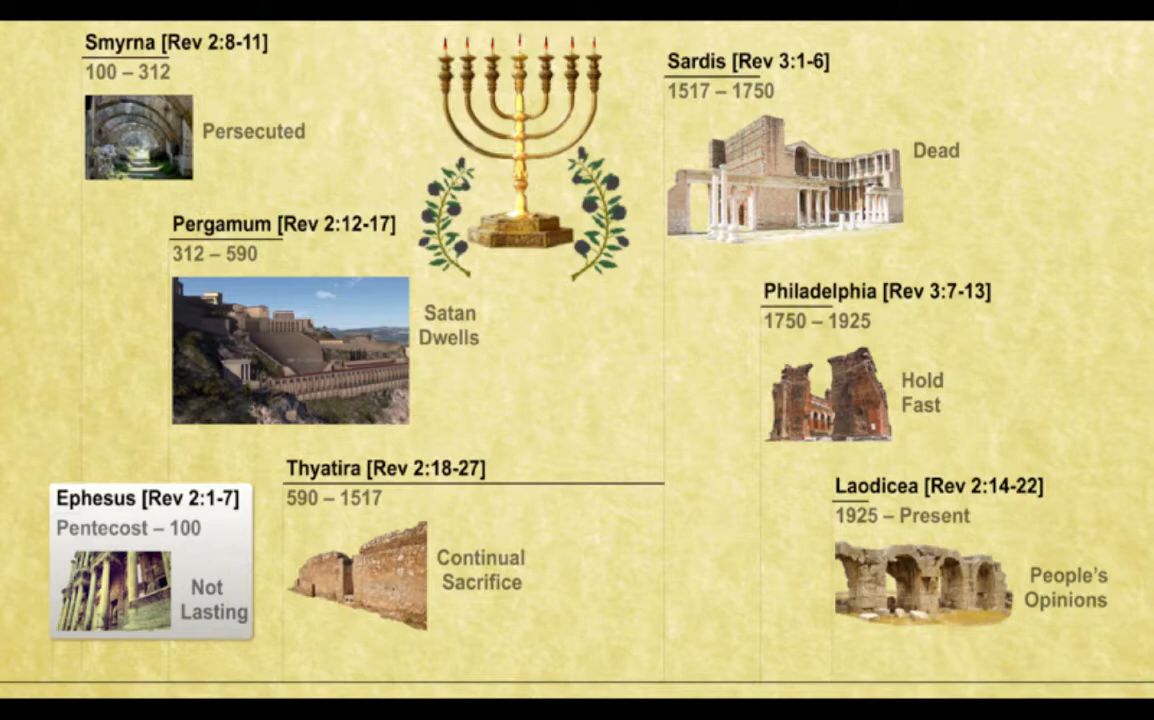 Smyrna [Rev 2:8-11]
100 – 312
Persecuted
Pergamum [Rev 2:12-17]
312 – 590
Satan
Dwells
Ephesus [Rev 2:1-7]
Pentecost – 100
Not
Lasting
Thyatira [Rev 2:18-27]
590 – 1517
Continual
Sacrifice
Sardis [Rev 3:1-6]
1517 – 1750
Dead
Philadelphia [Rev 3:7-13]
1750 – 1925
Hold
Fast
Laodicea [Rev 2:14-22]
1925 – Present
People's
Opinions